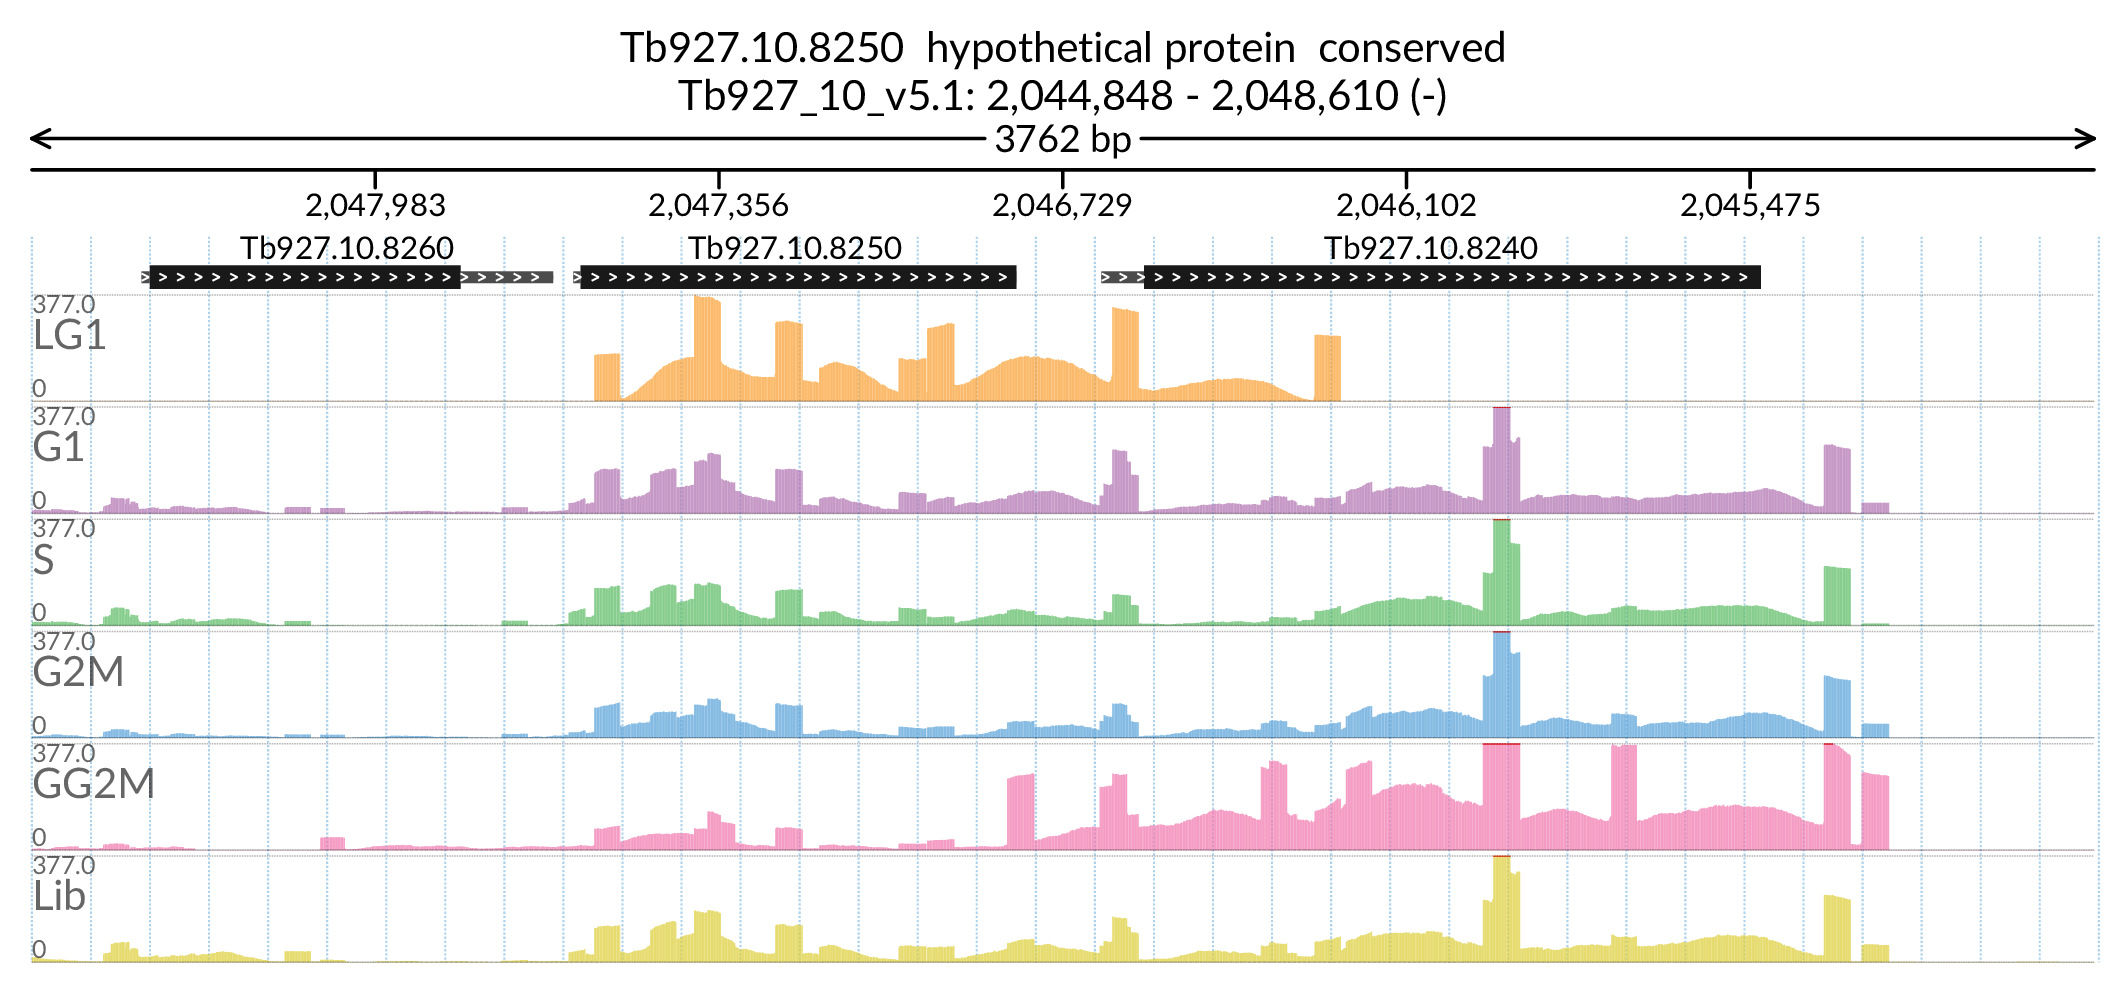 Tb927.10.8250 hypothetical protein conserved
Tb927_10_v5.1: 2,044,848 - 2,048,610 (-)
3762 bp
2,047,983 2,047,356 2,046,729 2,046,102 2,045,475
Tb927.10.8260 Tb927.10.8250 Tb927.10.8240
377.0
LG1
0
377.0
G1
0
377.0
S
0
377.0
G2M
0
377.0
GG2M
0
377.0
Lib
0